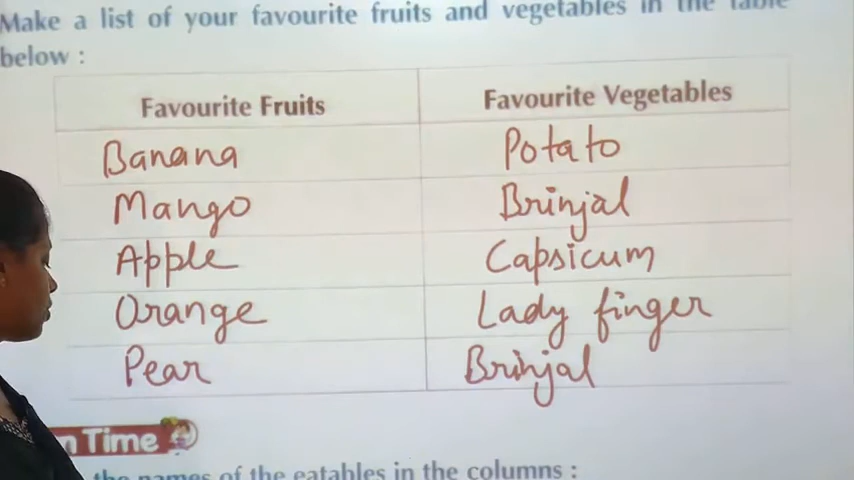 Make a list of your favourite fruits and vegetables in the table
below :
Favourite Fruits Favourite Vegetables
Banana Potato
Mango Brinjal
Apple Capsicum
Orange Lady finger
Pear Brinjal
n Time
the names of the eatables in the columns :